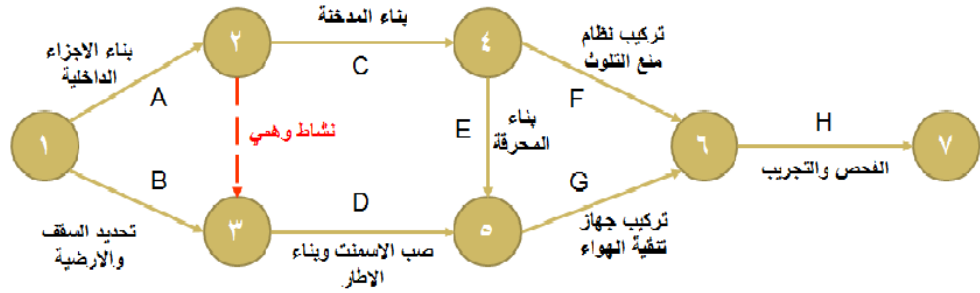 بناء الاجزاء
الداخلية
A
١
B
تحديد السقف
والارضية
٢
نشاط وهمي
٣
بناء المدخنة
C
D
صب الاسمنت وبناء
الاطار
٤
E
بناء
المحرقة
٥
تركيب نظام
منع التلوث
F
G
تركيب جهاز
تنقية الهواء
٦
H
الفحص والتجريب
٧